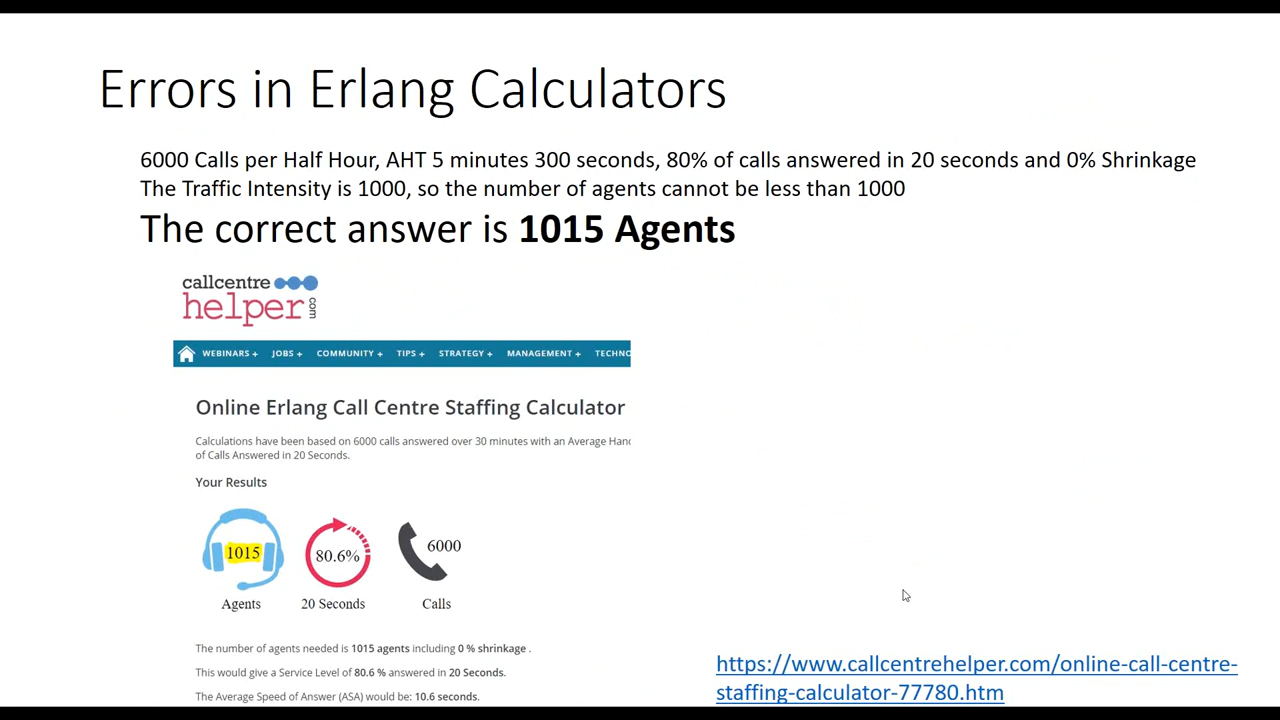 Errors in Erlang Calculators
6000 Calls per Half Hour, AHT 5 minutes 300 seconds, 80% of calls answered in 20 seconds and 0% Shrinkage
The Traffic Intensity is 1000, so the number of agents cannot be less than 1000
The correct answer is 1015 Agents
callcentre
helper
com
WEBINARS + JOBS + COMMUNITY + TIPS + STRATEGY + MANAGEMENT + TECHNO
Online Erlang Call Centre Staffing Calculator
Calculations have been based on 6000 calls answered over 30 minutes with an Average Hand
of Calls Answered in 20 Seconds.
Your Results
1015 80.6% 6000
Agents 20 Seconds Calls
The number of agents needed is 1015 agents including 0 % shrinkage .
This would give a Service Level of 80.6 % answered in 20 Seconds.
The Average Speed of Answer (ASA) would be: 10.6 seconds.
https://www.callcentrehelper.com/online-call-centre-
staffing-calculator-77780.htm